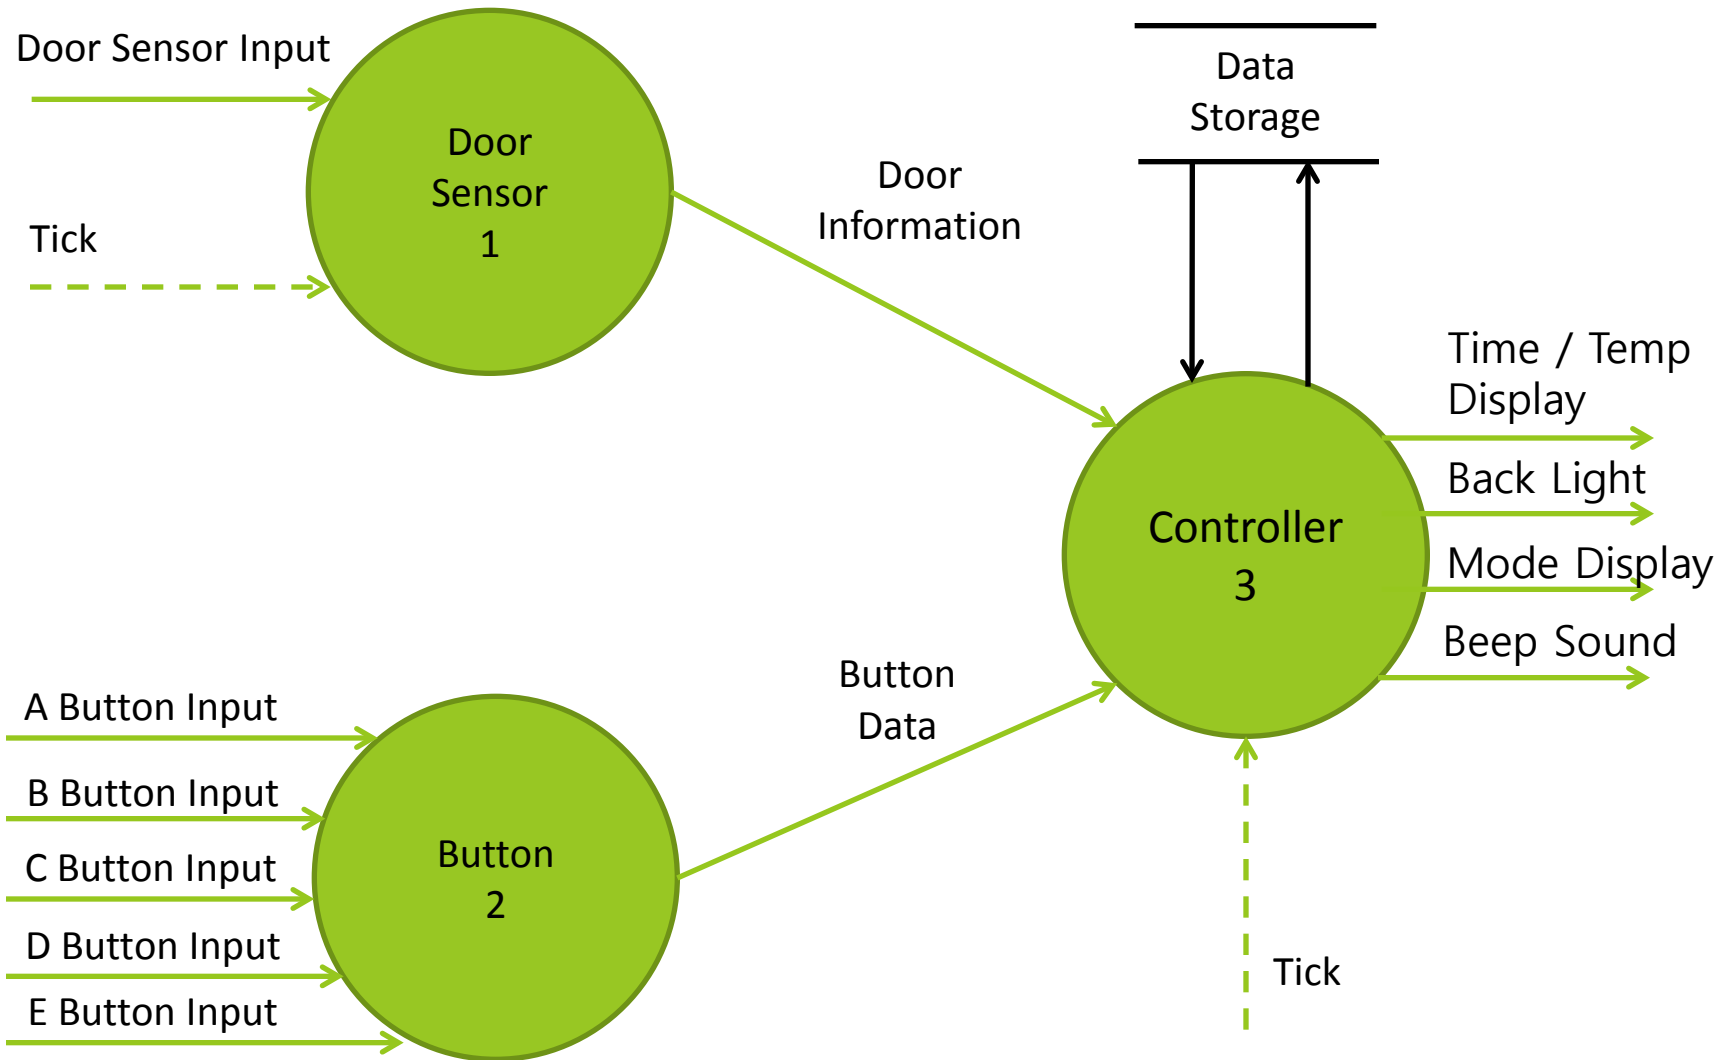 Door Sensor Input
Door
Sensor
1
Tick
Door
Information
Data
Storage
Time / Temp
Display
Back Light
Mode Display
Beep Sound
Controller
3
Button
Data
A Button Input
B Button Input
C Button Input
D Button Input
E Button Input
Button
2
Tick